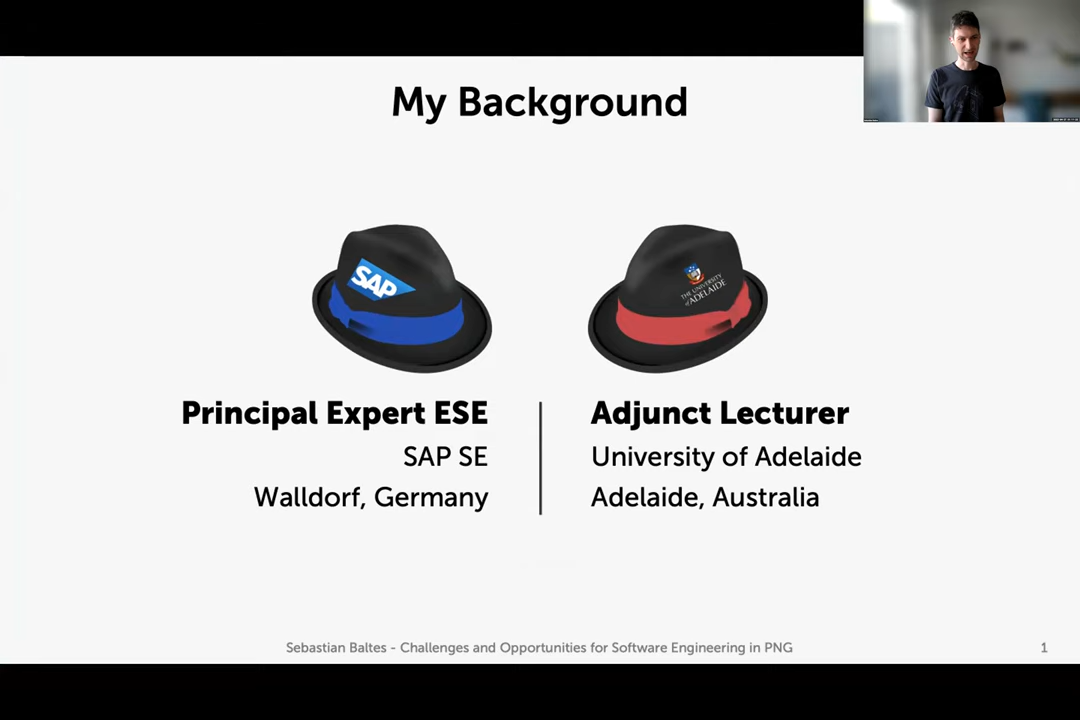 My Background
SAP
THE UNIVERSITY
of ADELAIDE
Principal Expert ESE
SAP SE
Walldorf, Germany
Adjunct Lecturer
University of Adelaide
Adelaide, Australia
Sebastian Baltes - Challenges and Opportunities for Software Engineering in PNG
1